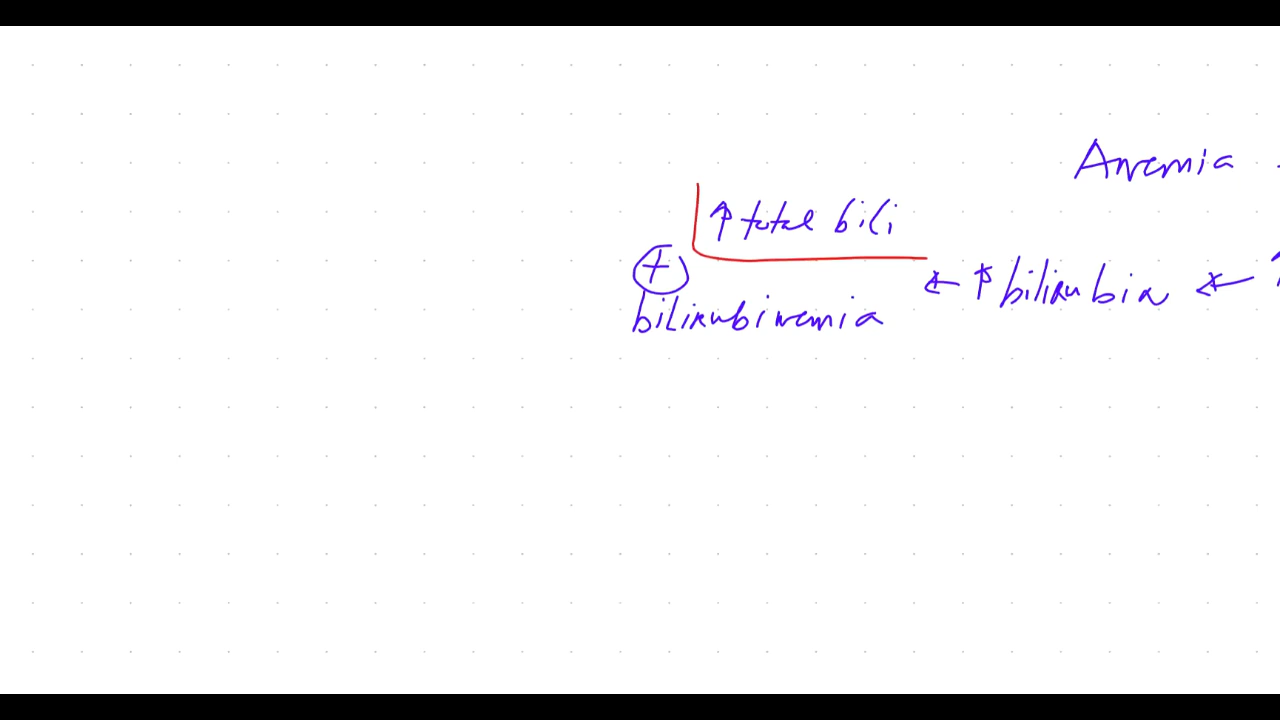 Anemia
↑ total bili
⊕
← ↑ bilirubin ←
bilirubinemia